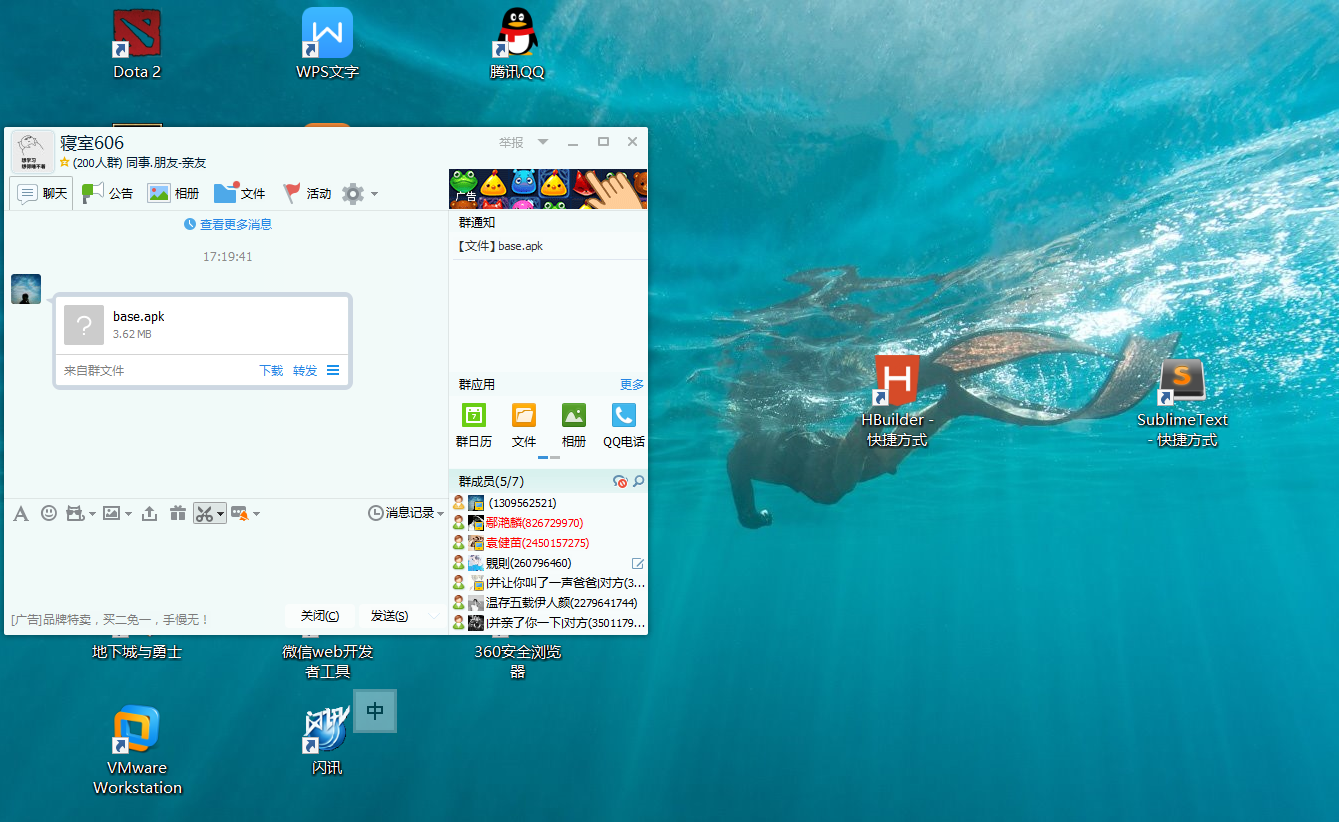 Dota 2
WPS文字
腾讯QQ
寝室606
举报
(200人群) 同事.朋友-亲友
聊天
公告
相册
文件
活动
广告
查看更多消息
17:19:41
base.apk
3.62 MB
来自群文件
下载
转发
群通知
【文件】base.apk
群应用
更多
7
群日历
文件
相册
QQ电话
群成员(5/7)
(1309562521)
鄢滟麟(826729970)
袁健苗(2450157275)
覞則(260796460)
|并让你叫了一声爸爸|对方(3...
温存五载伊人颜(2279641744)
|并亲了你一下|对方(3501179...
消息记录
[广告]品牌特卖，买二免一，手慢无！
关闭(C)
发送(S)
HBuilder -
快捷方式
SublimeText
- 快捷方式
地下城与勇士
微信web开发
者工具
360安全浏览
器
中
VMware
Workstation
闪讯